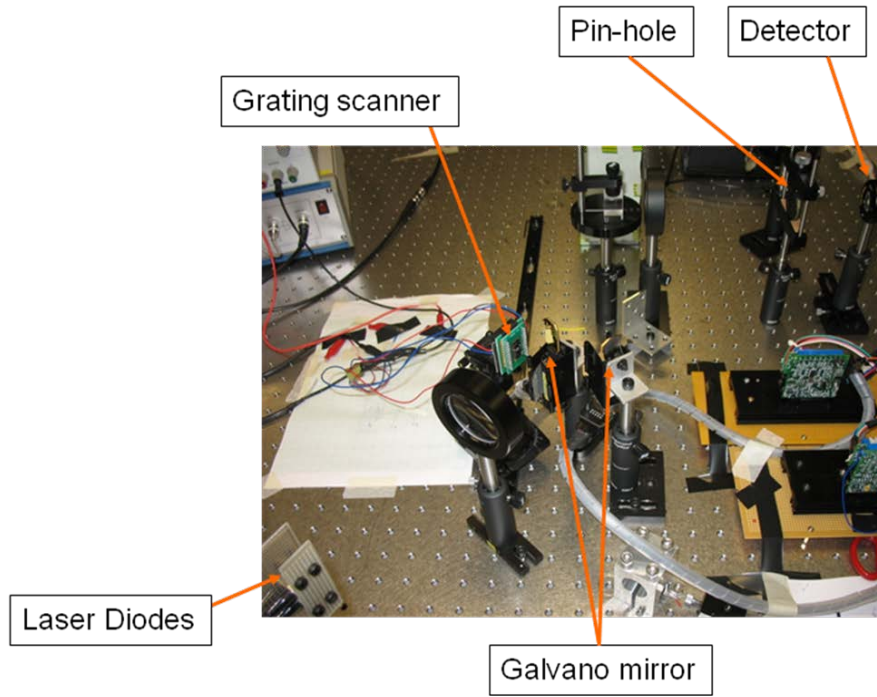 Pin-hole
Detector
Grating scanner
Laser Diodes
Galvano mirror